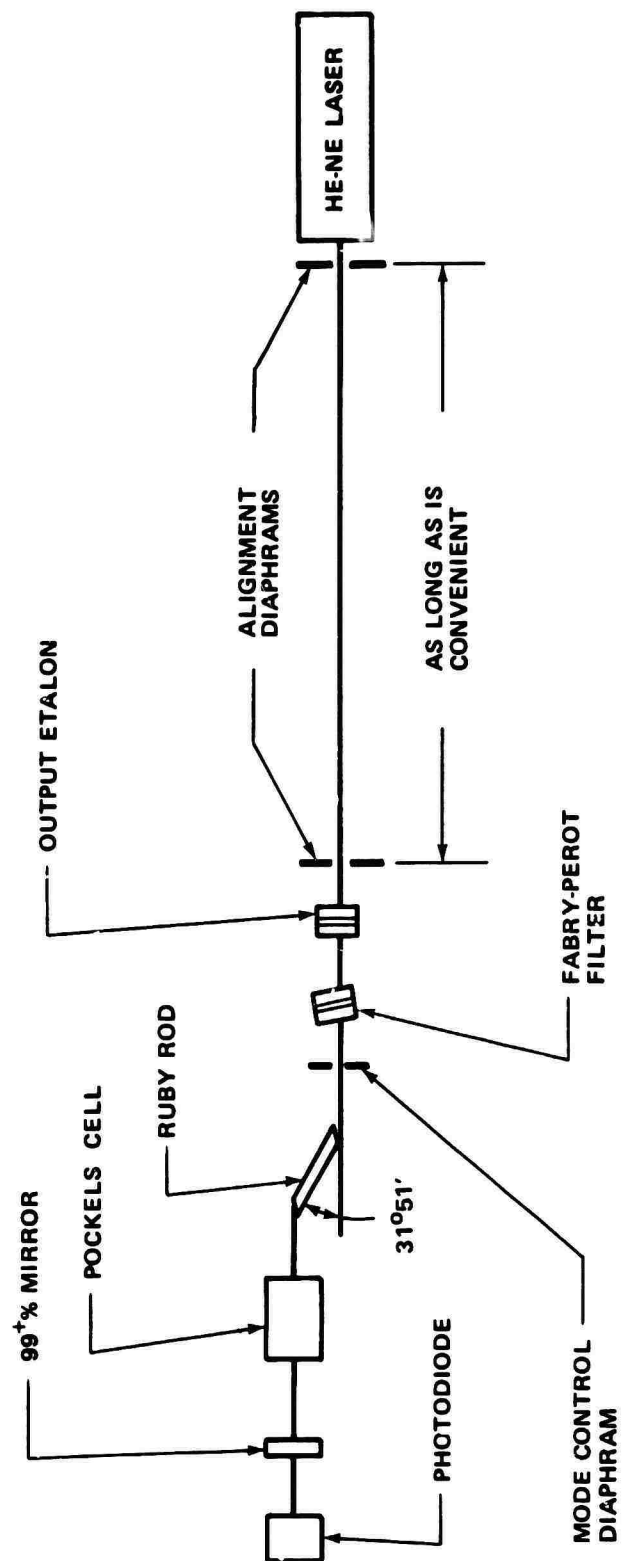 99+% MIRROR
POCKELS CELL
RUBY ROD
OUTPUT ETALON
ALIGNMENT
DIAPHRAMS
HE-NE LASER
31°51'
PHOTODIODE
MODE CONTROL
DIAPHRAM
FABRY-PEROT
FILTER
AS LONG AS IS
CONVENIENT